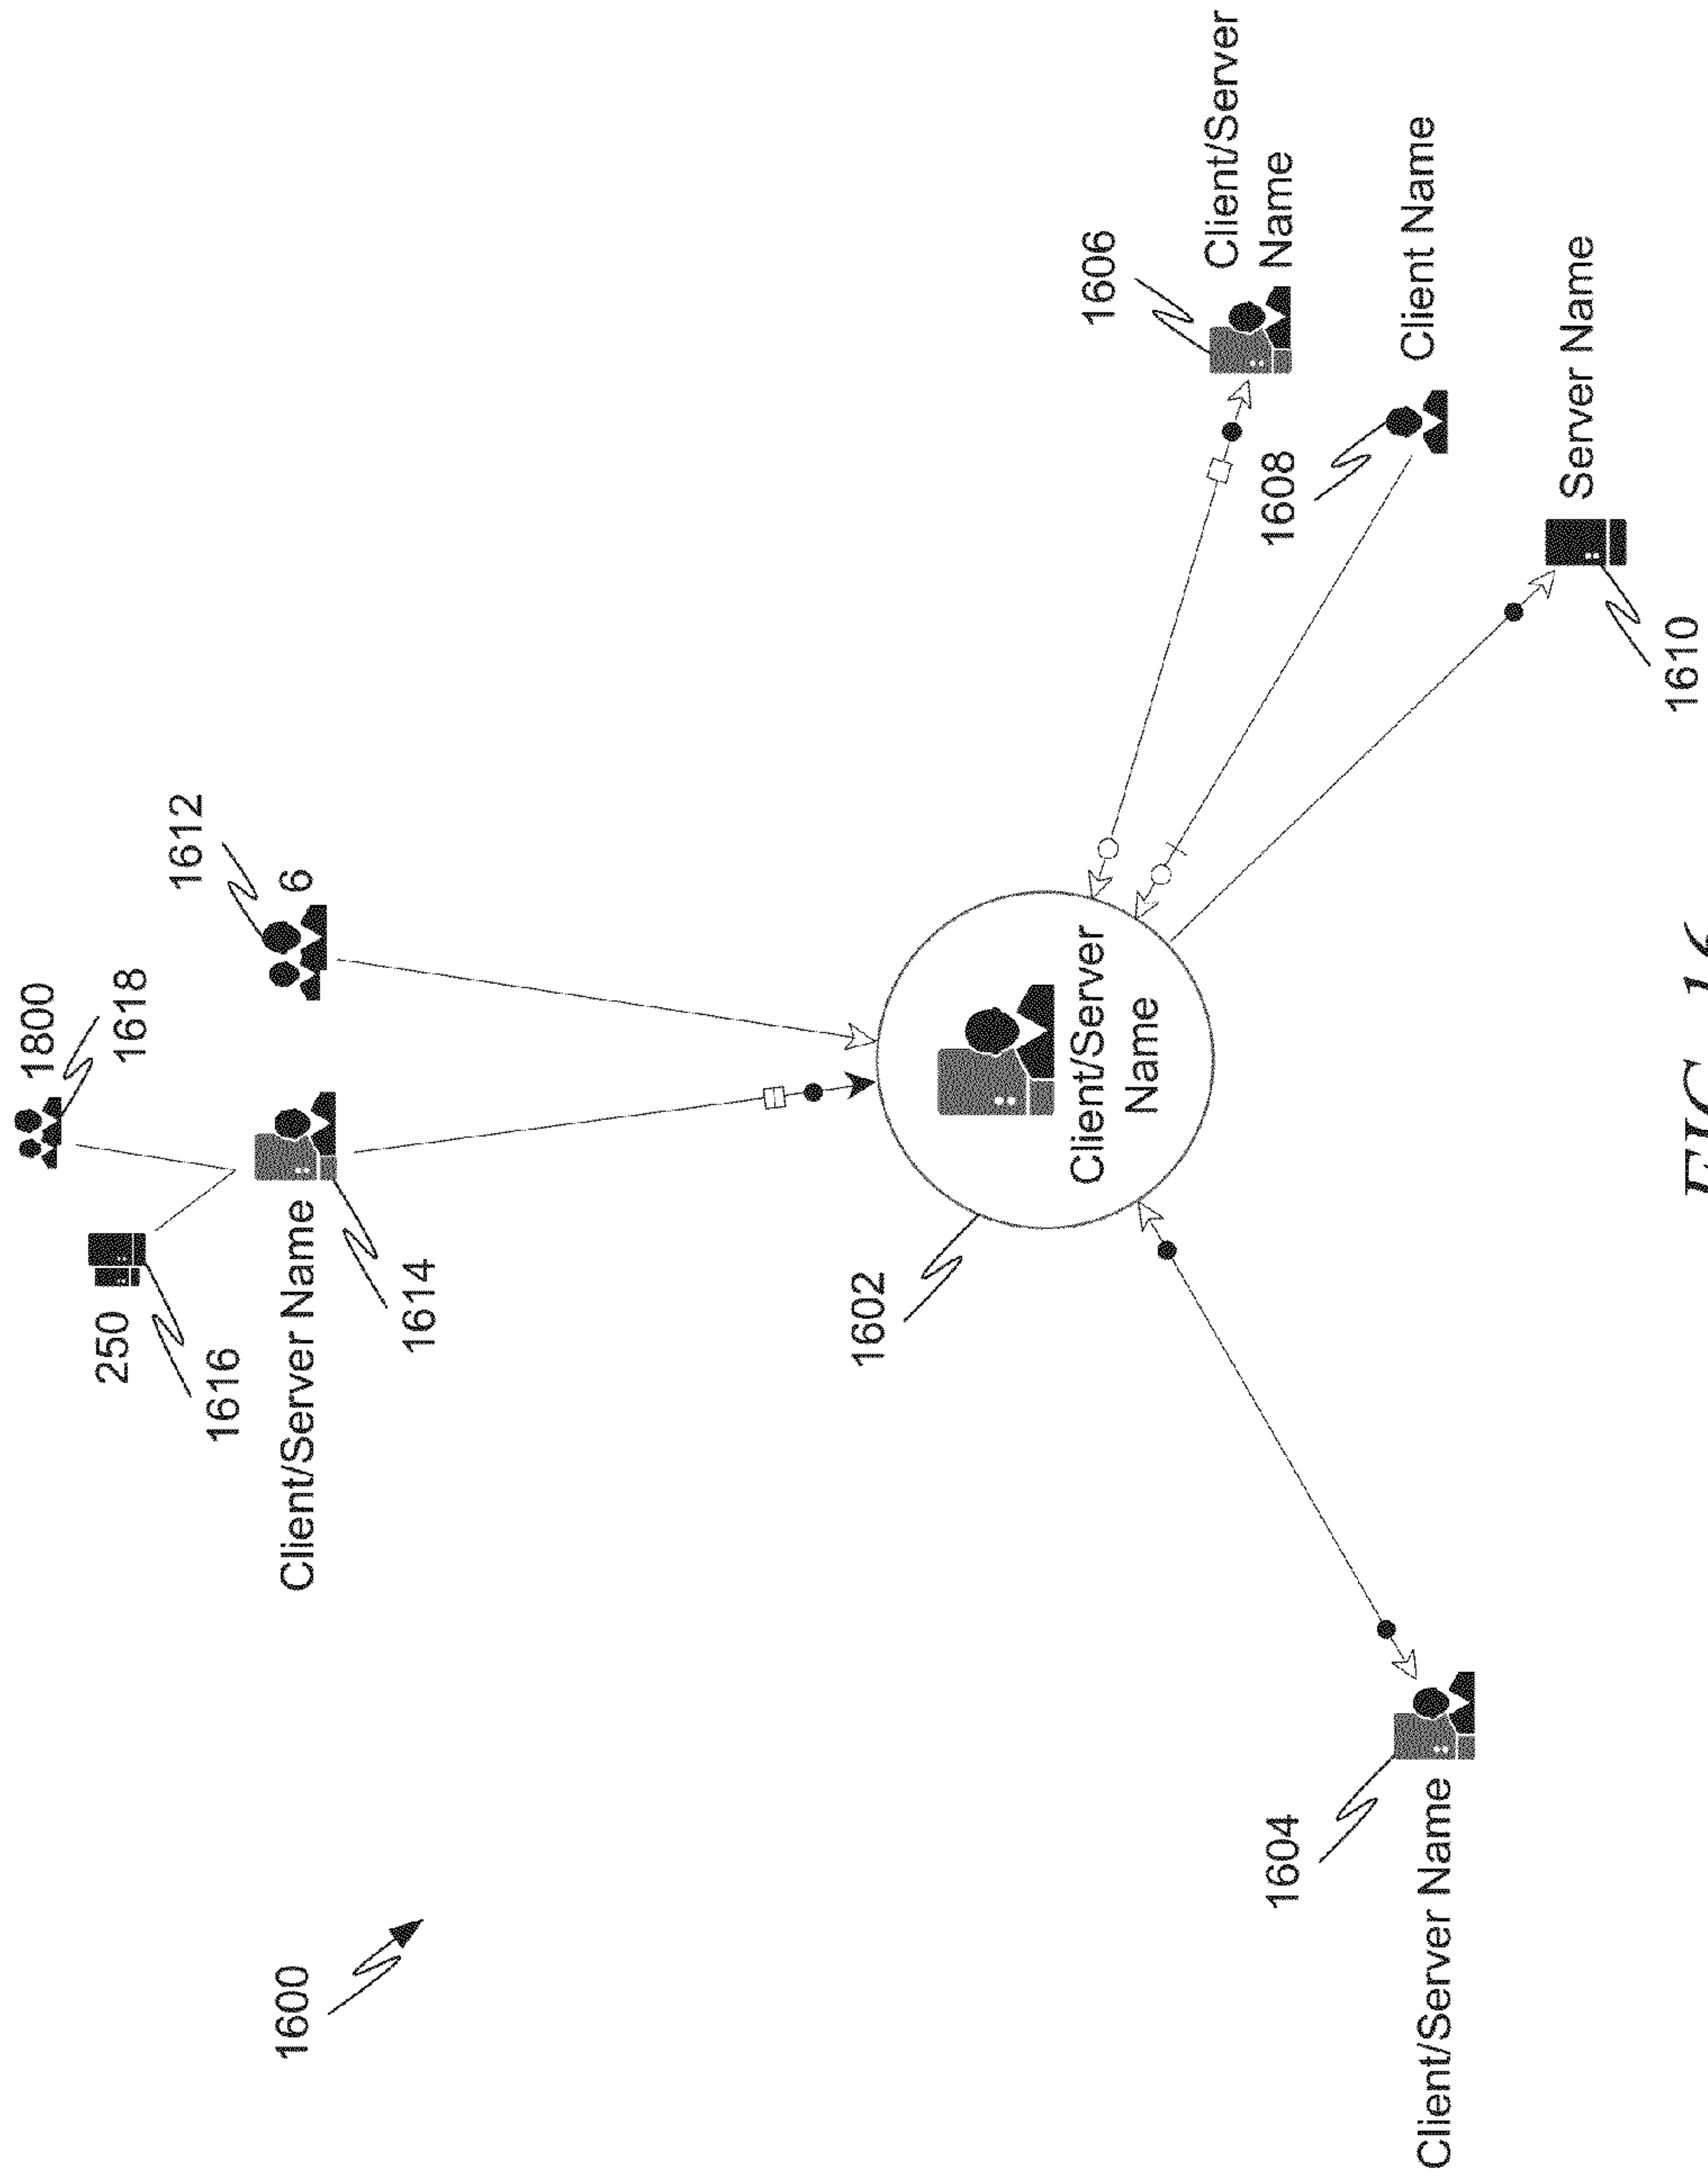 1800
250
1618
1612
1616
1600
Client/Server Name
6
1614
1602
Client/Server
Name
1606
Client/Server
Name
1604
1608
Client/Server Name
Client Name
Server Name
1610
FIG. 16